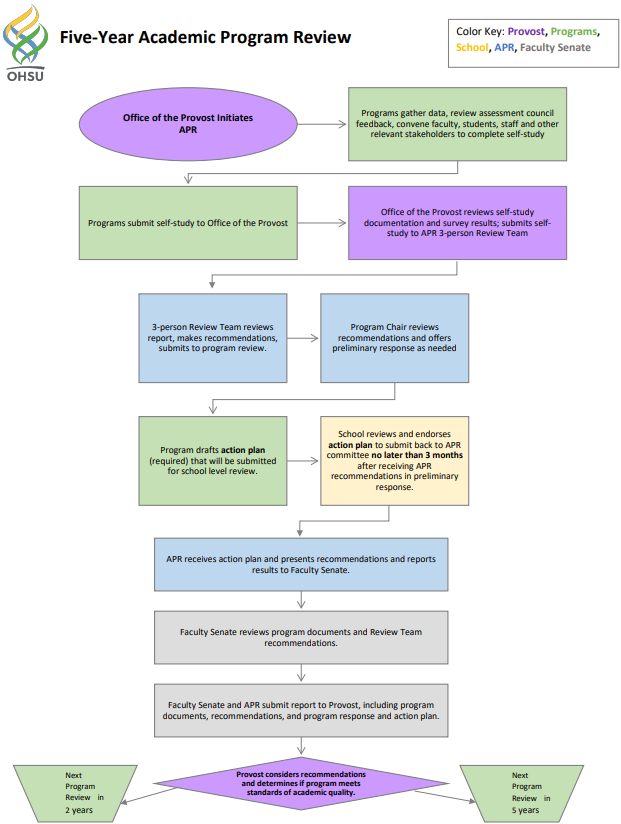 Five-Year Academic Program Review
Color Key: Provost, Programs,
School, APR, Faculty Senate
OHSU
Office of the Provost Initiates
APR
Programs gather data, review assessment council
feedback, convene faculty, students, staff and other
relevant stakeholders to complete self-study
Programs submit self-study to Office of the Provost
Office of the Provost reviews self-study
documentation and survey results; submits self-
study to APR 3-person Review Team
3-person Review Team reviews
report, makes recommendations,
submits to program review.
Program Chair reviews
recommendations and offers
preliminary response as needed
Program drafts action plan
(required) that will be submitted
for school level review.
School reviews and endorses
action plan to submit back to APR
committee no later than 3 months
after receiving APR
recommendations in preliminary
response.
APR receives action plan and presents recommendations and reports
results to Faculty Senate.
Faculty Senate reviews program documents and Review Team
recommendations.
Faculty Senate and APR submit report to Provost, including program
documents, recommendations, and program response and action plan.
Provost considers recommendations
and determines if program meets
standards of academic quality.
Next
Program
Review in
2 years
Next
Program
Review in
5 years